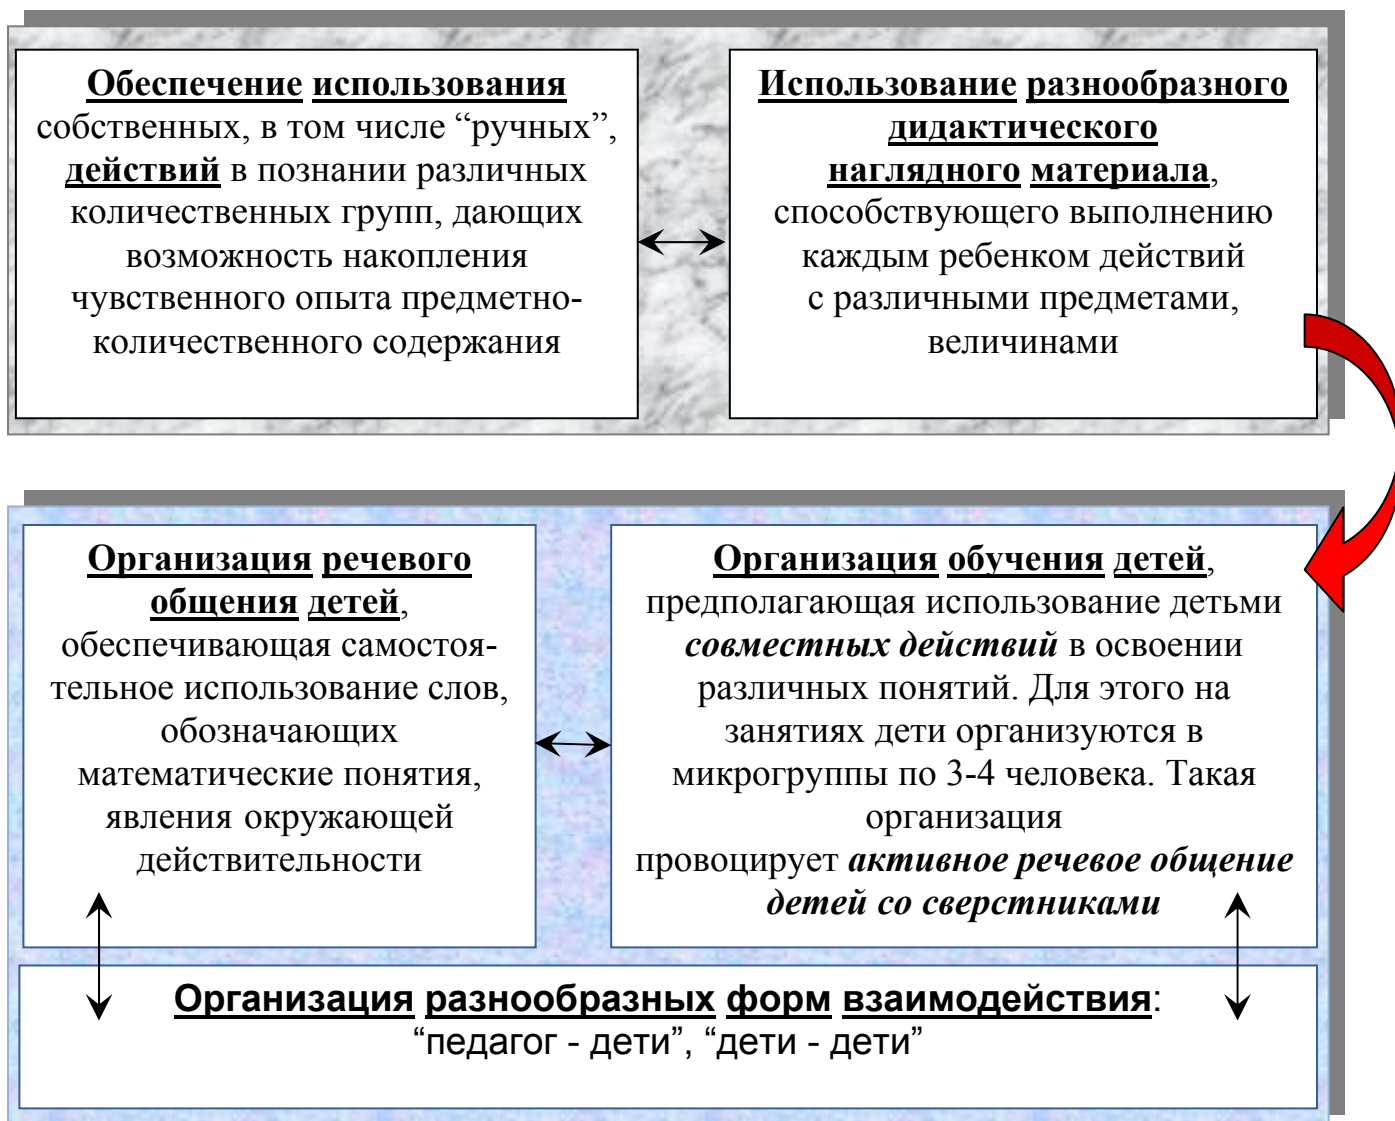 Обеспечение использования
собственных, в том числе “ручных”,
действий в познании различных
количественных групп, дающих
возможность накопления
чувственного опыта предметно-
количественного содержания
Использование разнообразного
дидактического
наглядного материала,
способствующего выполнению
каждым ребенком действий
с различными предметами,
величинами
Организация речевого
общения детей,
обеспечивающая самостоя-
тельное использование слов,
обозначающих
математические понятия,
явления окружающей
действительности
Организация обучения детей,
предполагающая использование детьми
совместных действий в освоении
различных понятий. Для этого на
занятиях дети организуются в
микрогруппы по 3-4 человека. Такая
организация
провоцирует активное речевое общение
детей со сверстниками
Организация разнообразных форм взаимодействия:
“педагог - дети”, “дети - дети”